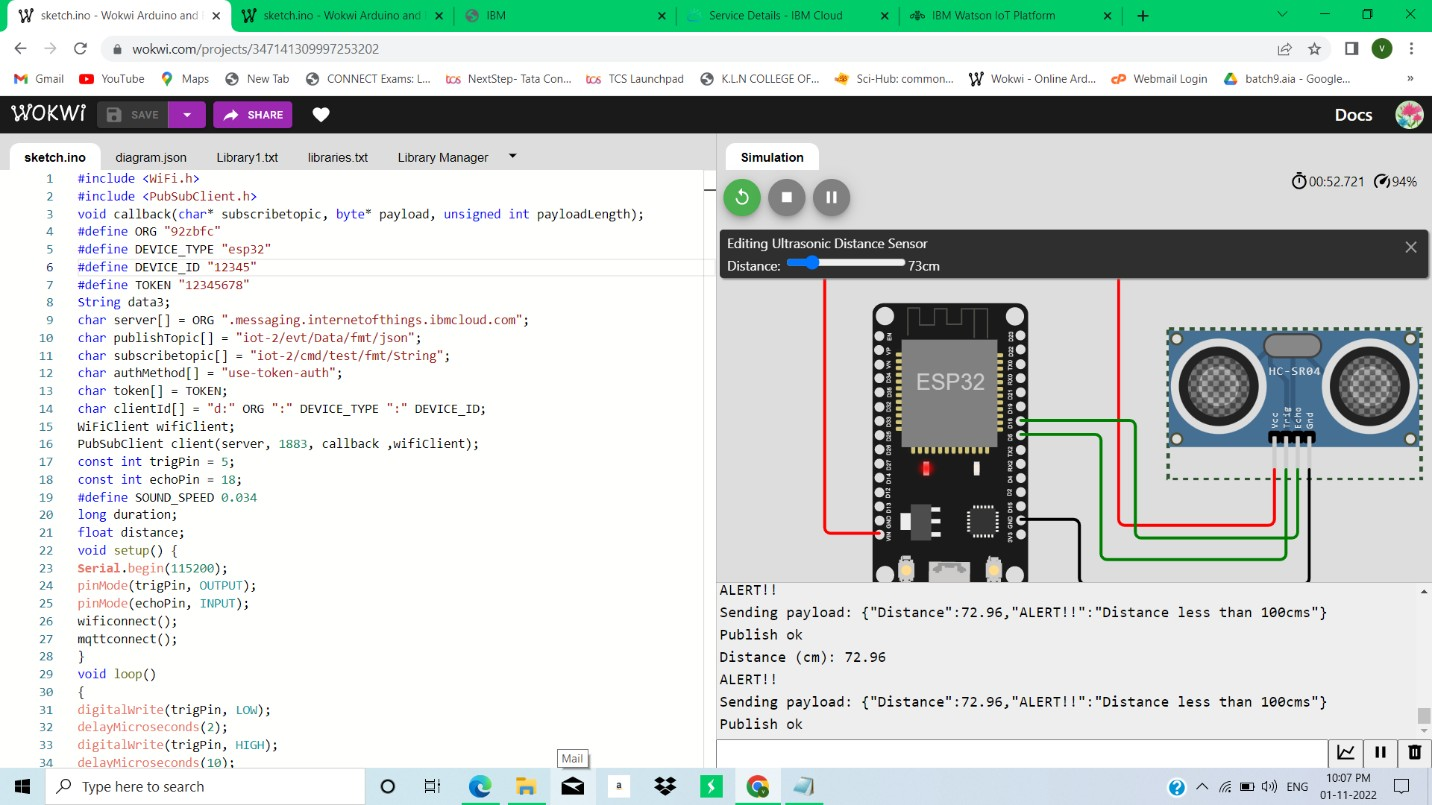 sketch.ino - Wokwi Arduino and
sketch.ino - Wokwi Arduino and
IBM
Service Details - IBM Cloud
IBM Watson IoT Platform
wokwi.com/projects/347141309997253202
V
Gmail
YouTube
Maps
New Tab
CONNECT Exams: L...
tcs NextStep- Tata Con...
tcs TCS Launchpad
K.L.N COLLEGE OF...
Sci-Hub: common...
Wokwi - Online Ard...
cP Webmail Login
batch9.aia - Google...
»
WOKWI
SAVE
SHARE
Docs
sketch.ino
diagram.json
Library1.txt
libraries.txt
Library Manager
Simulation
00:52.721
94%
1 #include <WiFi.h>
2 #include <PubSubClient.h>
3 void callback(char* subscribetopic, byte* payload, unsigned int payloadLength);
4 #define ORG "92zbfc"
5 #define DEVICE_TYPE "esp32"
6 #define DEVICE_ID "12345"
7 #define TOKEN "12345678"
8 String data3;
9 char server[] = ORG ".messaging.internetofthings.ibmcloud.com";
10 char publishTopic[] = "iot-2/evt/Data/fmt/json";
11 char subscribetopic[] = "iot-2/cmd/test/fmt/String";
12 char authMethod[] = "use-token-auth";
13 char token[] = TOKEN;
14 char clientId[] = "d:" ORG ":" DEVICE_TYPE ":" DEVICE_ID;
15 WiFiClient wifiClient;
16 PubSubClient client(server, 1883, callback ,wifiClient);
17 const int trigPin = 5;
18 const int echoPin = 18;
19 #define SOUND_SPEED 0.034
20 long duration;
21 float distance;
22 void setup() {
23 Serial.begin(115200);
24 pinMode(trigPin, OUTPUT);
25 pinMode(echoPin, INPUT);
26 wificonnect();
27 mqttconnect();
28 }
29 void loop()
30 {
31 digitalWrite(trigPin, LOW);
32 delayMicroseconds(2);
33 digitalWrite(trigPin, HIGH);
34 delayMicroseconds(10);
Editing Ultrasonic Distance Sensor
Distance: 73cm
ESP32
HC-SR04
Vcc
Trig
Echo
Gnd
ALERT!!
Sending payload: {"Distance":72.96,"ALERT!!":"Distance less than 100cms"}
Publish ok
Distance (cm): 72.96
ALERT!!
Sending payload: {"Distance":72.96,"ALERT!!":"Distance less than 100cms"}
Publish ok
Mail
Type here to search
a
ENG
10:07 PM
01-11-2022